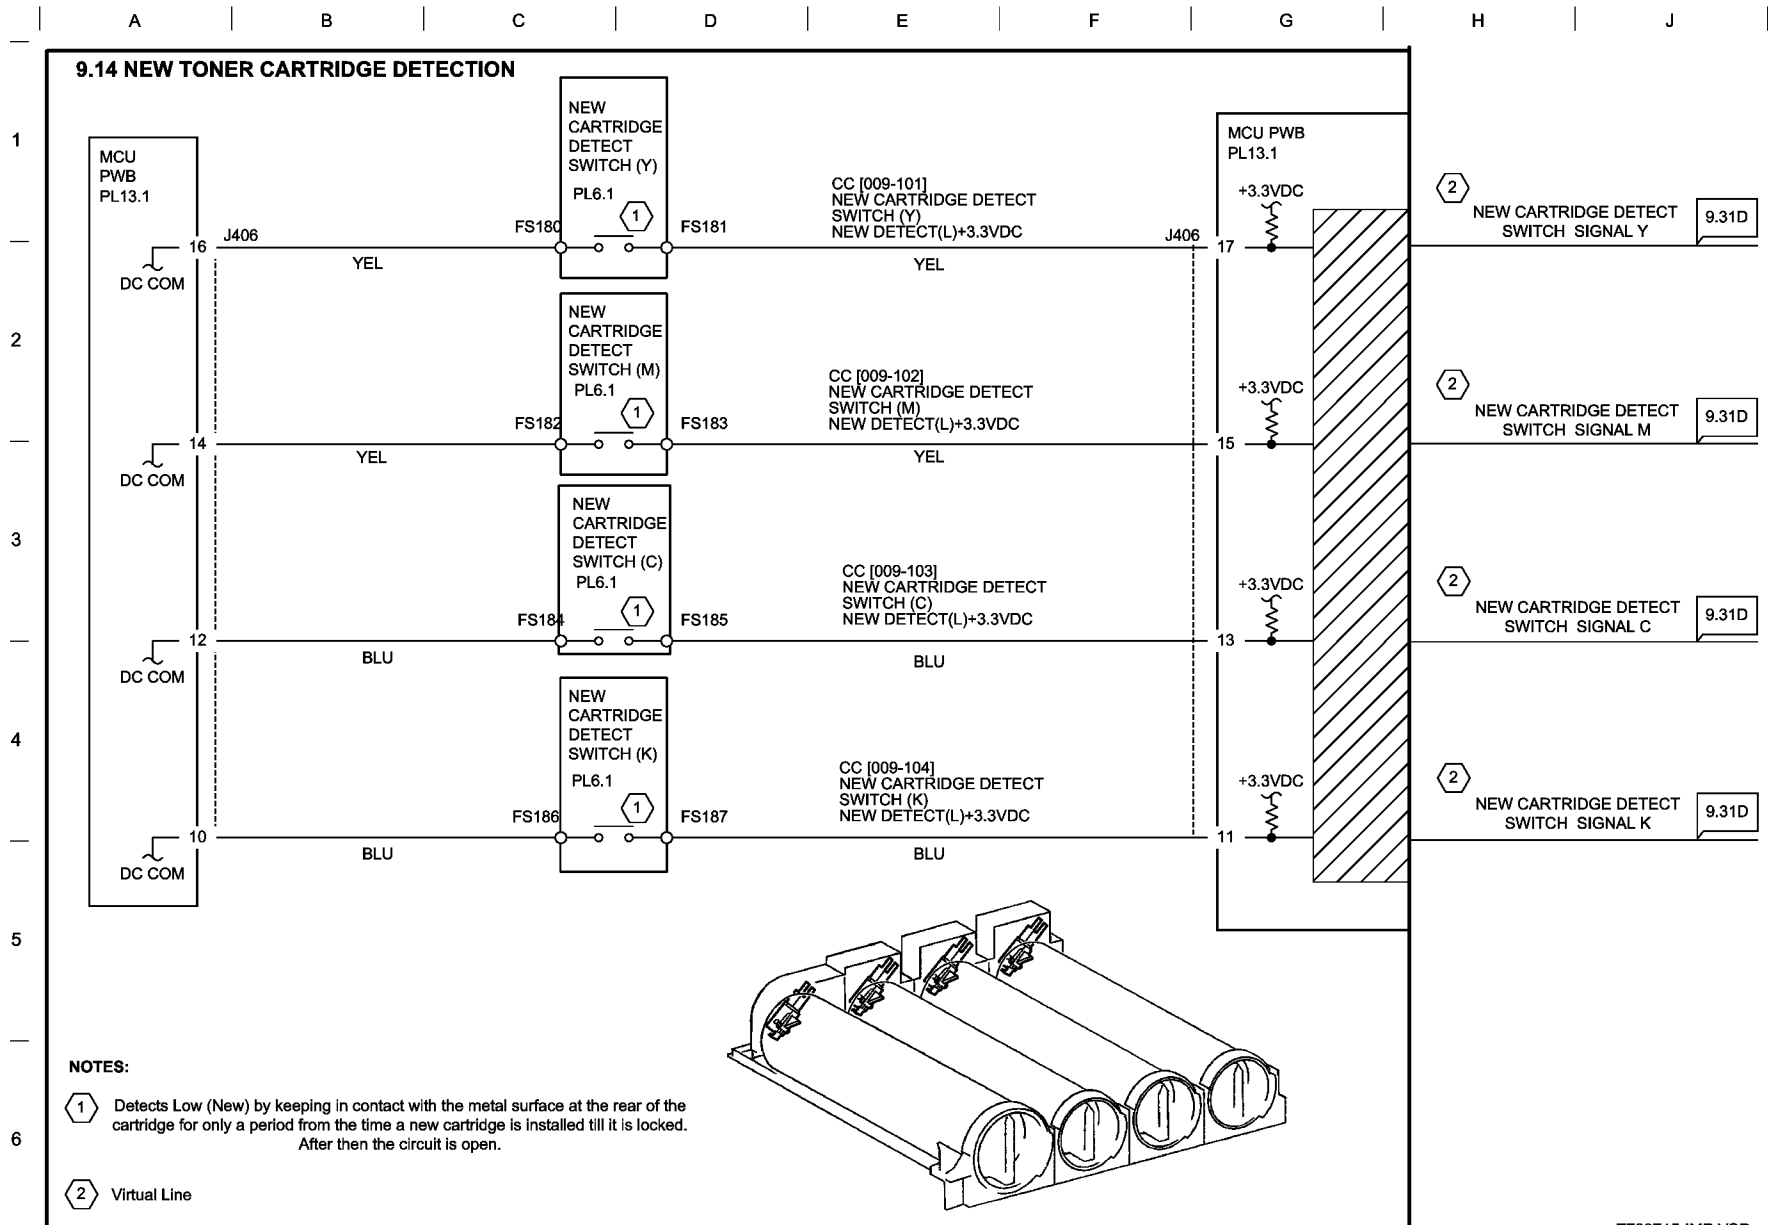 A B C D E F G H J
9.14 NEW TONER CARTRIDGE DETECTION
1
MCU
PWB
PL13.1
NEW
CARTRIDGE
DETECT
SWITCH (Y)
PL6.1
1
FS180
FS181
CC [009-101]
NEW CARTRIDGE DETECT
SWITCH (Y)
NEW DETECT(L)+3.3VDC
MCU PWB
PL13.1
+3.3VDC
2
NEW CARTRIDGE DETECT
SWITCH SIGNAL Y
9.31D
16
J406
YEL
YEL
J406
17
DC COM
2
NEW
CARTRIDGE
DETECT
SWITCH (M)
PL6.1
1
FS182
FS183
CC [009-102]
NEW CARTRIDGE DETECT
SWITCH (M)
NEW DETECT(L)+3.3VDC
+3.3VDC
2
NEW CARTRIDGE DETECT
SWITCH SIGNAL M
9.31D
14
YEL
YEL
15
DC COM
3
NEW
CARTRIDGE
DETECT
SWITCH (C)
PL6.1
1
FS184
FS185
CC [009-103]
NEW CARTRIDGE DETECT
SWITCH (C)
NEW DETECT(L)+3.3VDC
+3.3VDC
2
NEW CARTRIDGE DETECT
SWITCH SIGNAL C
9.31D
12
BLU
BLU
13
DC COM
4
NEW
CARTRIDGE
DETECT
SWITCH (K)
PL6.1
1
FS186
FS187
CC [009-104]
NEW CARTRIDGE DETECT
SWITCH (K)
NEW DETECT(L)+3.3VDC
+3.3VDC
2
NEW CARTRIDGE DETECT
SWITCH SIGNAL K
9.31D
10
BLU
BLU
11
DC COM
5
6
NOTES:
1 Detects Low (New) by keeping in contact with the metal surface at the rear of the
cartridge for only a period from the time a new cartridge is installed till it is locked.
After then the circuit is open.
2 Virtual Line